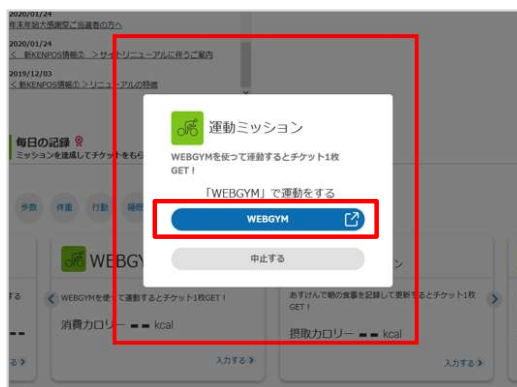 2020/01/24
年末年始大感謝祭ご当選者の方へ
2020/01/24
＜ 新KENPOS情報② ＞サイトリニューアルに伴うご案内
2019/12/03
＜新KENPOS情報①＞リニューアルの特徴
毎日の記録
ミッションを達成してチケットをもら
歩数 体重 行動 睡眠
運動ミッション
WEBGYMを使って運動するとチケット1枚
GET！
「WEBGYM」で運動をする
WEBGYM
中止する
WEBGY
ン
WEBGYMを使って運動するとチケット1枚GET！
消費カロリー -- kcal
入力する
あすけんで朝の食事を記録して更新するとチケット1枚
GET！
摂取カロリー -- kcal
入力する